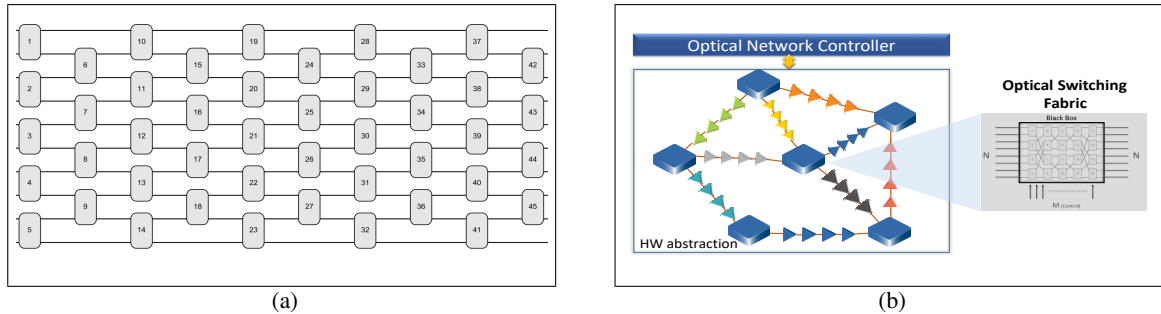 1 10 19 28 37
6 15 24 33 42
2 11 20 29 38
7 16 25 34 43
3 12 21 30 39
8 17 26 35 44
4 13 22 31 40
9 18 27 36 45
5 14 23 32 41
(a)
Optical Network Controller
HW abstraction
Optical Switching
Fabric
Black Box
N N
M (Control)
(b)